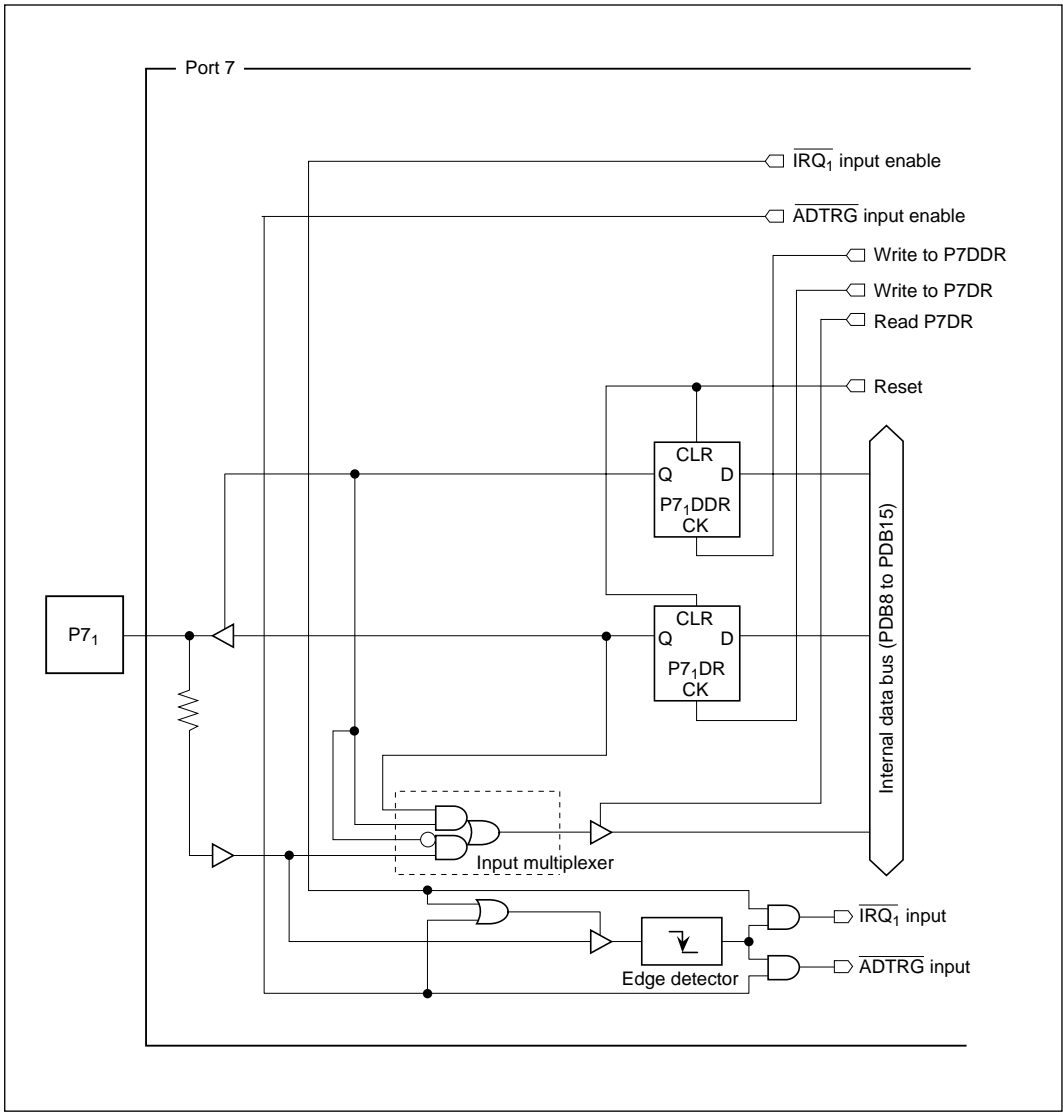 Port 7
IRQ1 input enable
ADTRG input enable
Write to P7DDR
Write to P7DR
Read P7DR
Reset
CLR
Q D
P71DDR
CK
Internal data bus (PDB8 to PDB15)
P71
CLR
Q D
P71DR
CK
Input multiplexer
IRQ1 input
Edge detector
ADTRG input